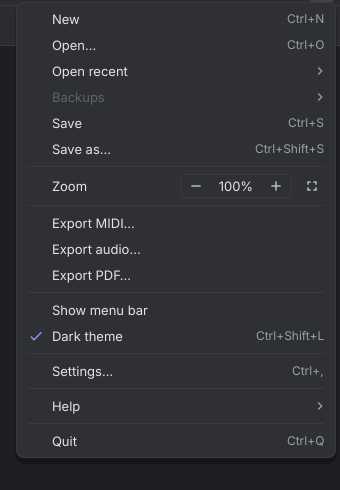 New Ctrl+N
Open... Ctrl+O
Open recent
Backups
Save Ctrl+S
Save as... Ctrl+Shift+S
Zoom − 100% +
Export MIDI...
Export audio...
Export PDF...
Show menu bar
Dark theme Ctrl+Shift+L
Settings... Ctrl+,
Help
Quit Ctrl+Q